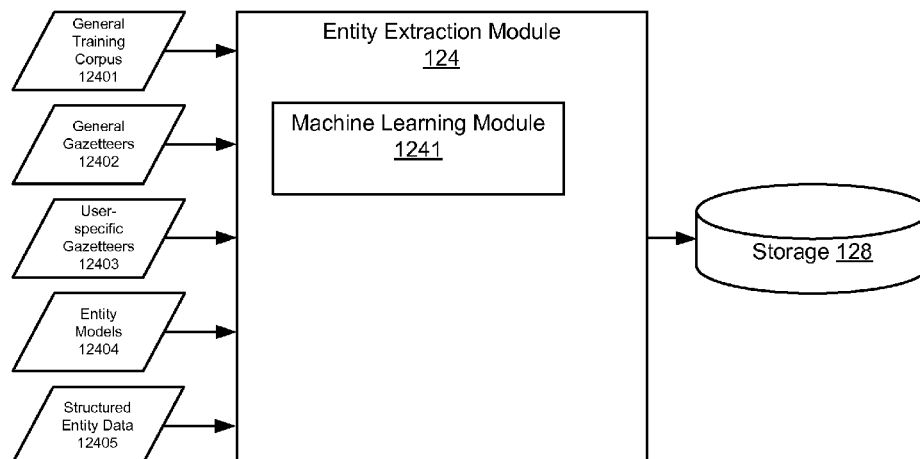 General
Training
Corpus
12401
General
Gazetteers
12402
User-
specific
Gazetteers
12403
Entity
Models
12404
Structured
Entity Data
12405
Entity Extraction Module
124
Machine Learning Module
1241
Storage 128